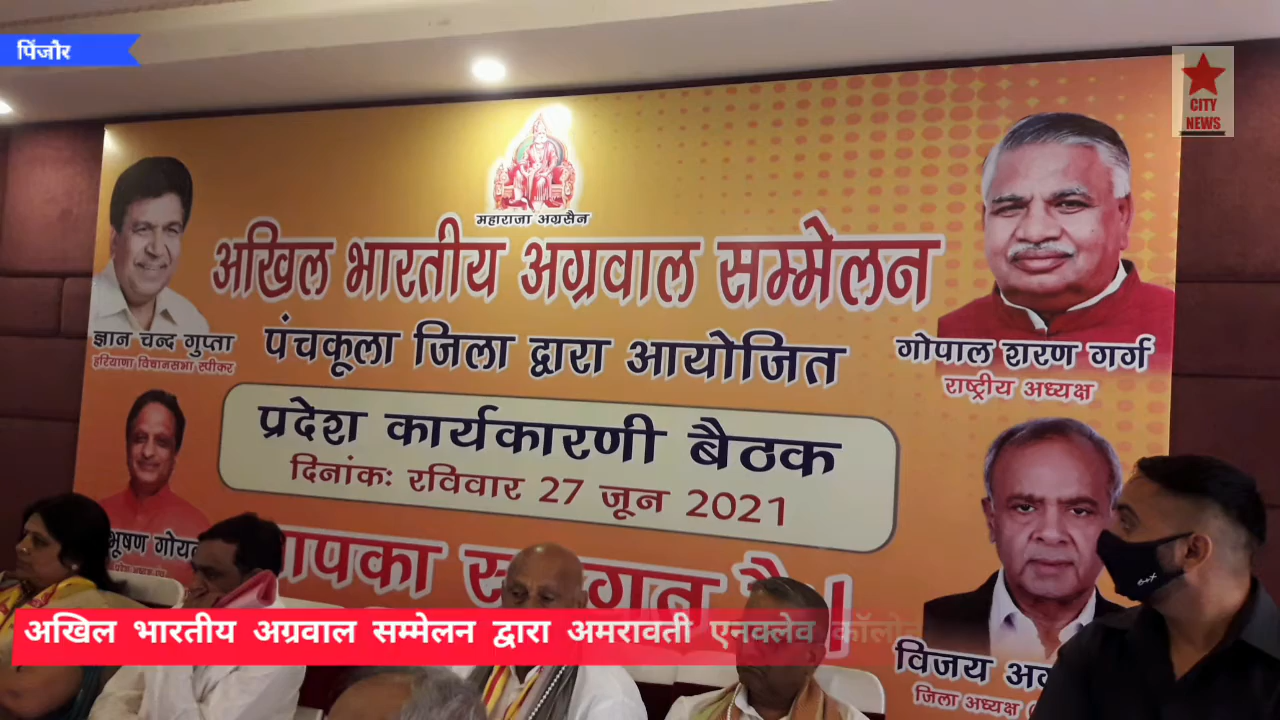 पिंजौर
CITY
NEWS
महाराजा अग्रसैन
अखिल भारतीय अग्रवाल सम्मेलन
ज्ञान चन्द गुप्ता
हरियाणा विधानसभा स्पीकर
पंचकूला जिला द्वारा आयोजित
गोपाल शरण गर्ग
राष्ट्रीय अध्यक्ष
प्रदेश कार्यकारणी बैठक
दिनांक: रविवार 27 जून 2021
भूषण
है।
अखिल भारतीय अग्रवाल सम्मेलन द्वारा अमरावती एनक्लेव
विजय
जिला अध्यक्ष